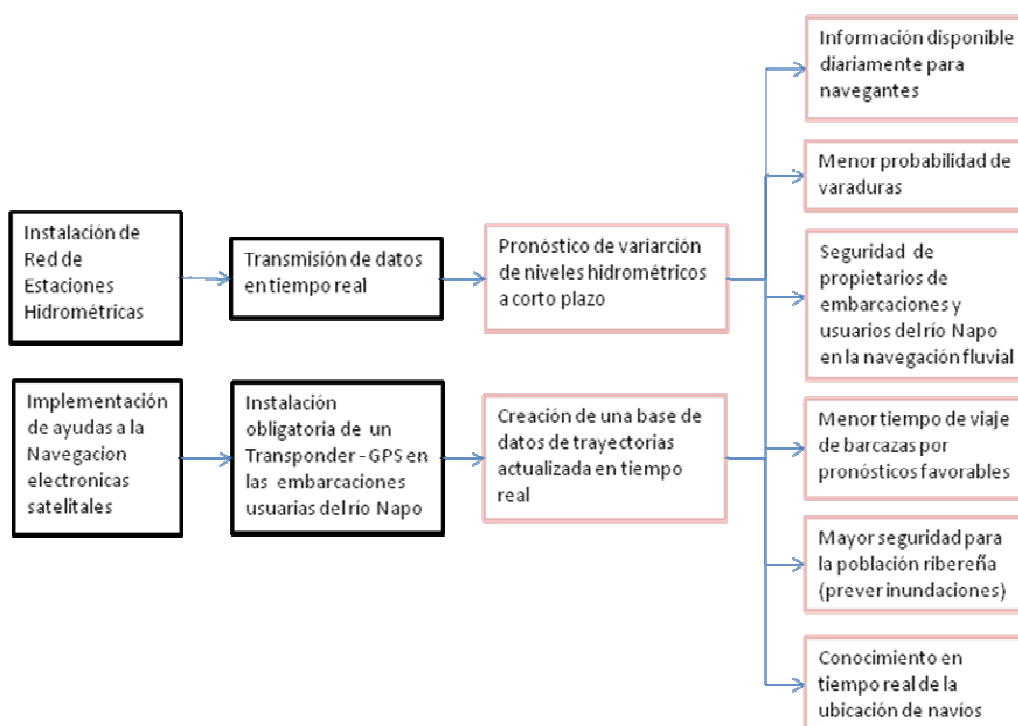 Instalación de
Red de
Estaciones
Hidrométricas
Transmisión de datos
en tiempo real
Pronóstico de variarción
de niveles hidrométricos
a corto plazo
Implementación
de ayudas a la
Navegacion
electronicas
satelitales
Instalación
obligatoria de un
Transponder - GPS en
las embarcaciones
usuarias del río Napo
Creación de una base de
datos de trayectorias
actualizada en tiempo
real
Información disponible
diariamente para
navegantes
Menor probabilidad de
varaduras
Seguridad de
propietarios de
embarcaciones y
usuarios del río Napo
en la navegación fluvial
Menor tiempo de viaje
de barcazas por
pronósticos favorables
Mayor seguridad para
la población ribereña
(prever inundaciones)
Conocimiento en
tiempo real de la
ubicación de navíos